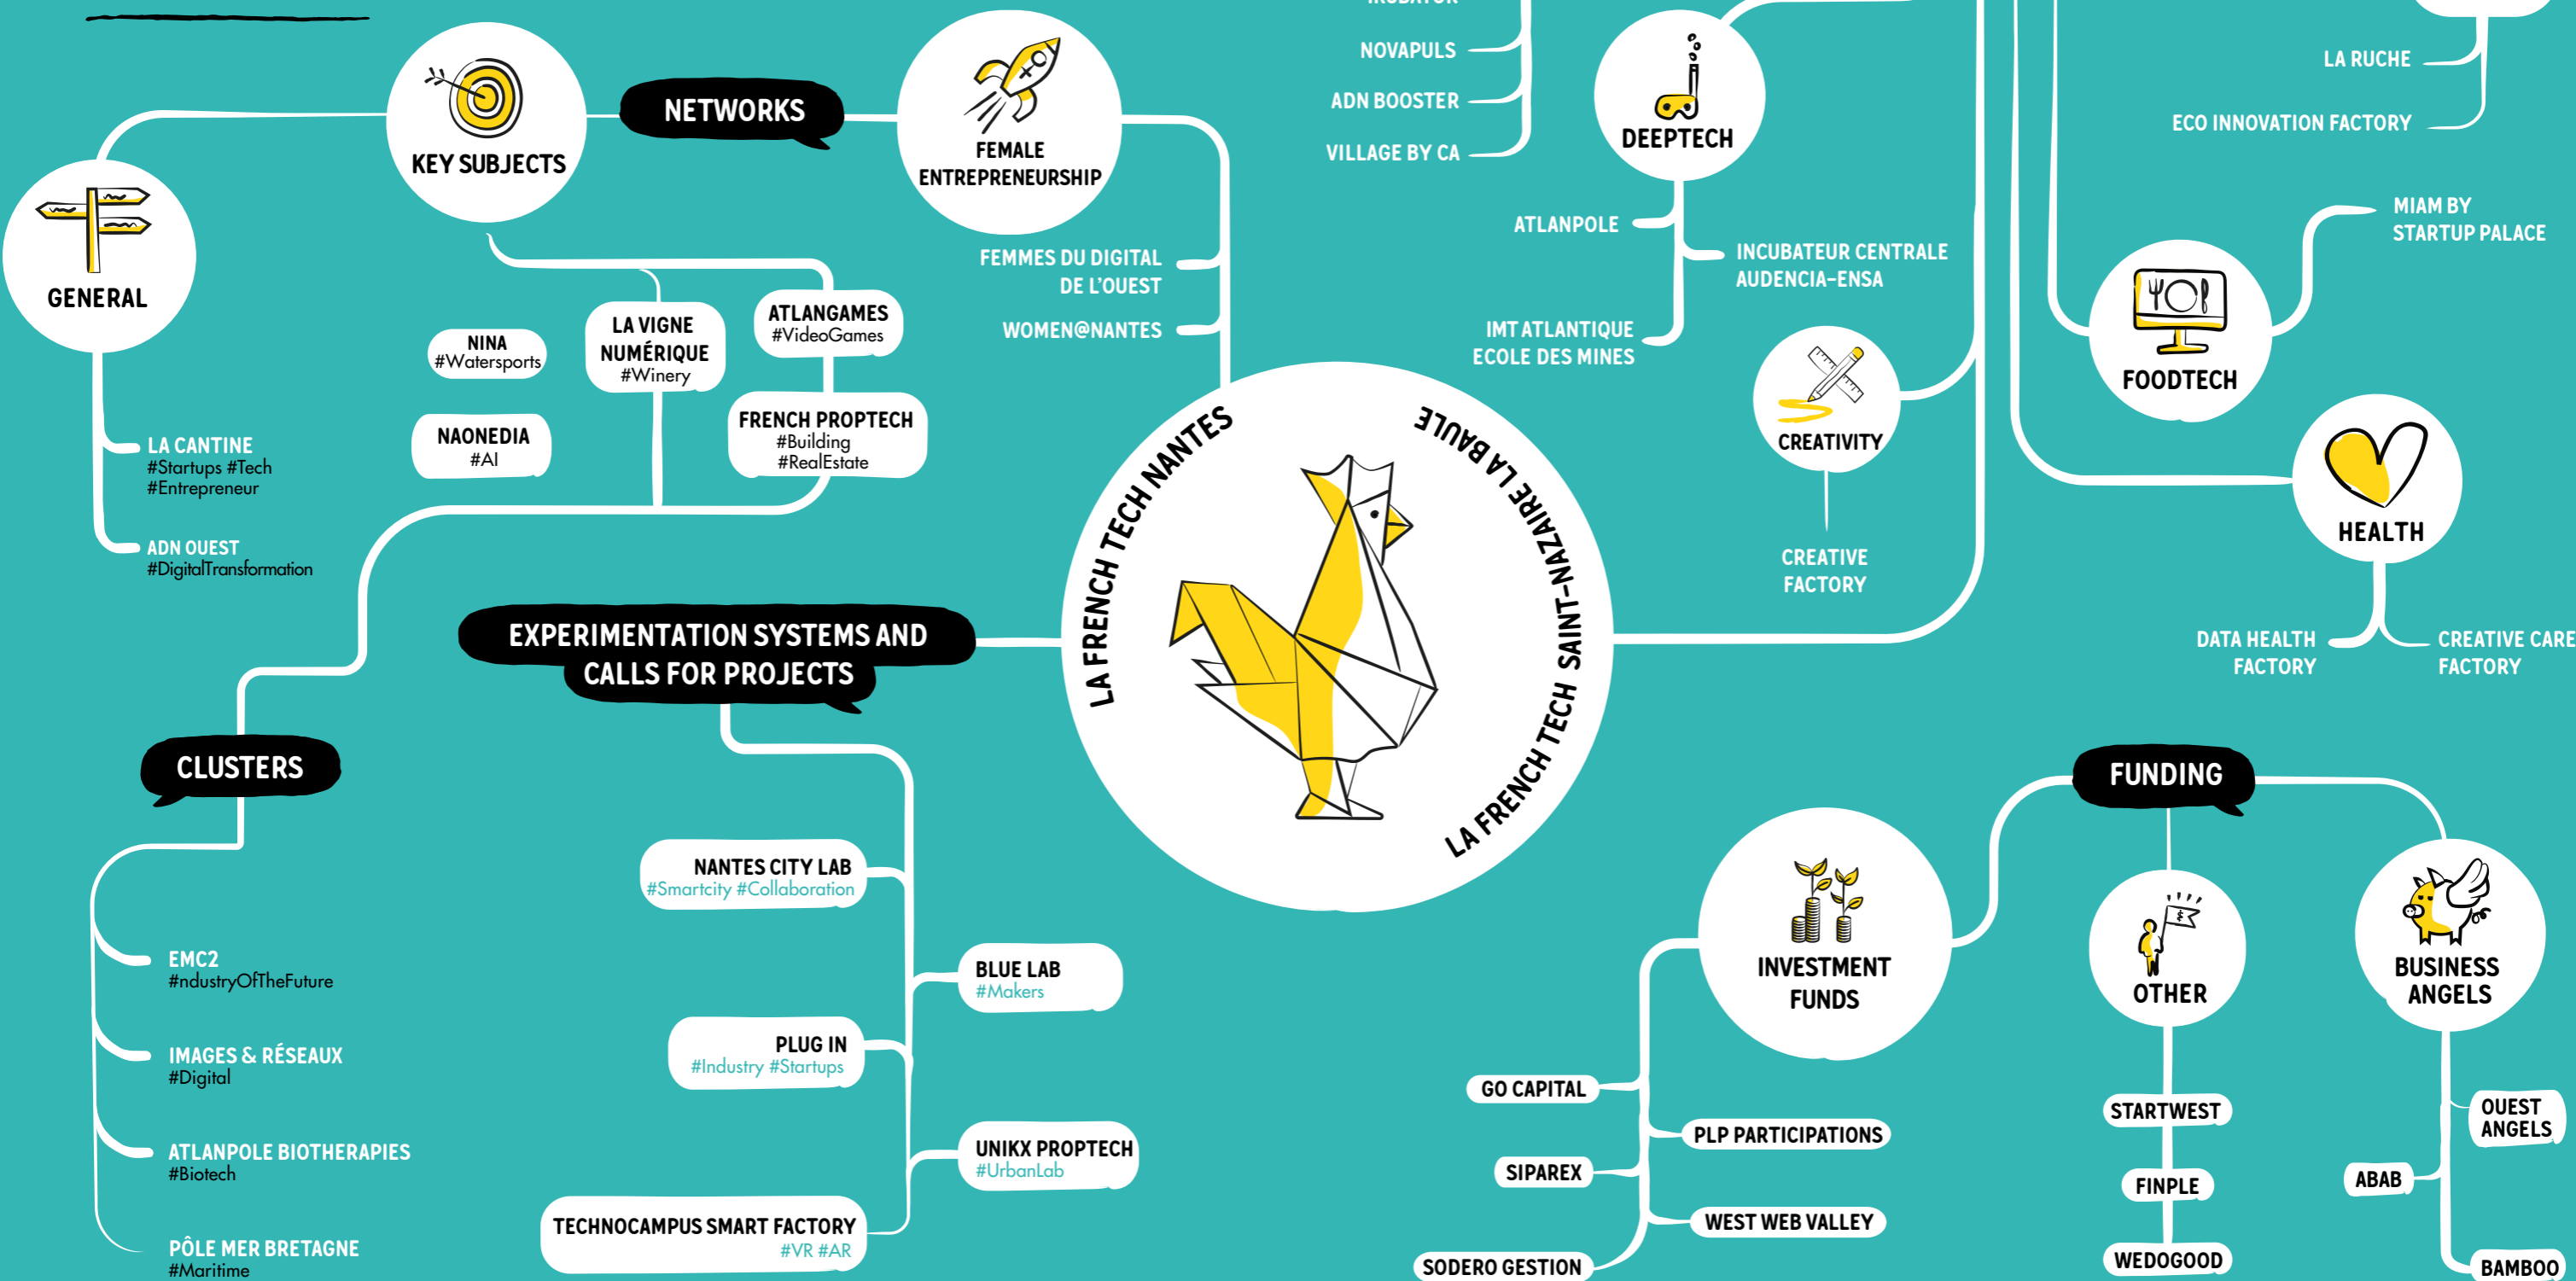 NETWORKS
KEY SUBJECTS
FEMALE
ENTREPRENEURSHIP
GENERAL
LA CANTINE
#Startups #Tech
#Entrepreneur
ADN OUEST
#DigitalTransformation
NINA
#Watersports
LA VIGNE
NUMÉRIQUE
#Winery
ATLANGAMES
#VideoGames
NAONEDIA
#AI
FRENCH PROPTECH
#Building
#RealEstate
FEMMES DU DIGITAL
DE L'OUEST
WOMEN@NANTES
NOVAPULS
ADN BOOSTER
VILLAGE BY CA
DEEPTECH
ATLANPOLE
INCUBATEUR CENTRALE
AUDENCIA-ENSA
IMT ATLANTIQUE
ECOLE DES MINES
CREATIVITY
CREATIVE
FACTORY
LA RUCHE
ECO INNOVATION FACTORY
MIAM BY
STARTUP PALACE
FOODTECH
HEALTH
DATA HEALTH
FACTORY
CREATIVE CARE
FACTORY
LA FRENCH TECH NANTES
LA FRENCH TECH SAINT-NAZAIRE LA BAULE
EXPERIMENTATION SYSTEMS AND
CALLS FOR PROJECTS
NANTES CITY LAB
#Smartcity #Collaboration
BLUE LAB
#Makers
PLUG IN
#Industry #Startups
UNIKX PROPTECH
#UrbanLab
TECHNOCAMPUS SMART FACTORY
#VR #AR
CLUSTERS
EMC2
#ndustryOfTheFuture
IMAGES & RÉSEAUX
#Digital
ATLANPOLE BIOTHERAPIES
#Biotech
PÔLE MER BRETAGNE
#Maritime
FUNDING
INVESTMENT
FUNDS
GO CAPITAL
PLP PARTICIPATIONS
SIPAREX
WEST WEB VALLEY
SODERO GESTION
OTHER
$
STARTWEST
FINPLE
WEDOGOOD
BUSINESS
ANGELS
OUEST
ANGELS
ABAB
BAMBOO